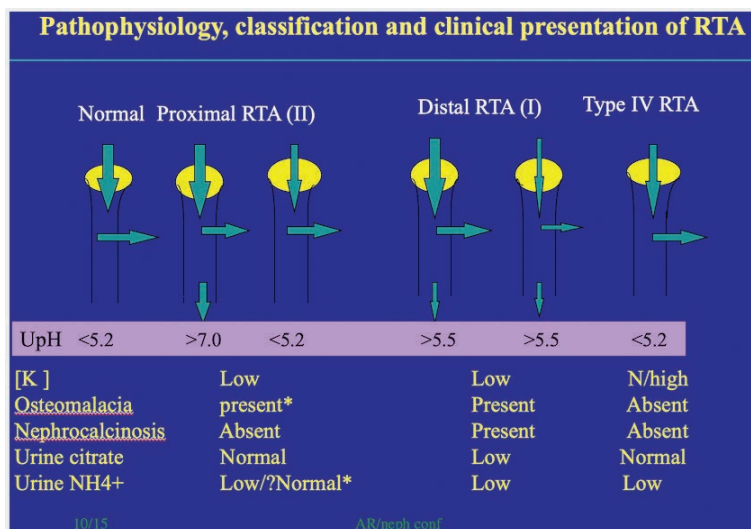 Pathophysiology, classification and clinical presentation of RTA
Normal Proximal RTA (II) Distal RTA (I) Type IV RTA
UpH <5.2 >7.0 <5.2 >5.5 >5.5 <5.2
[K ] Low Low N/high
Osteomalacia present* Present Absent
Nephrocalcinosis Absent Present Absent
Urine citrate Normal Low Normal
Urine NH4+ Low/?Normal* Low Low
10/15 AR/neph conf